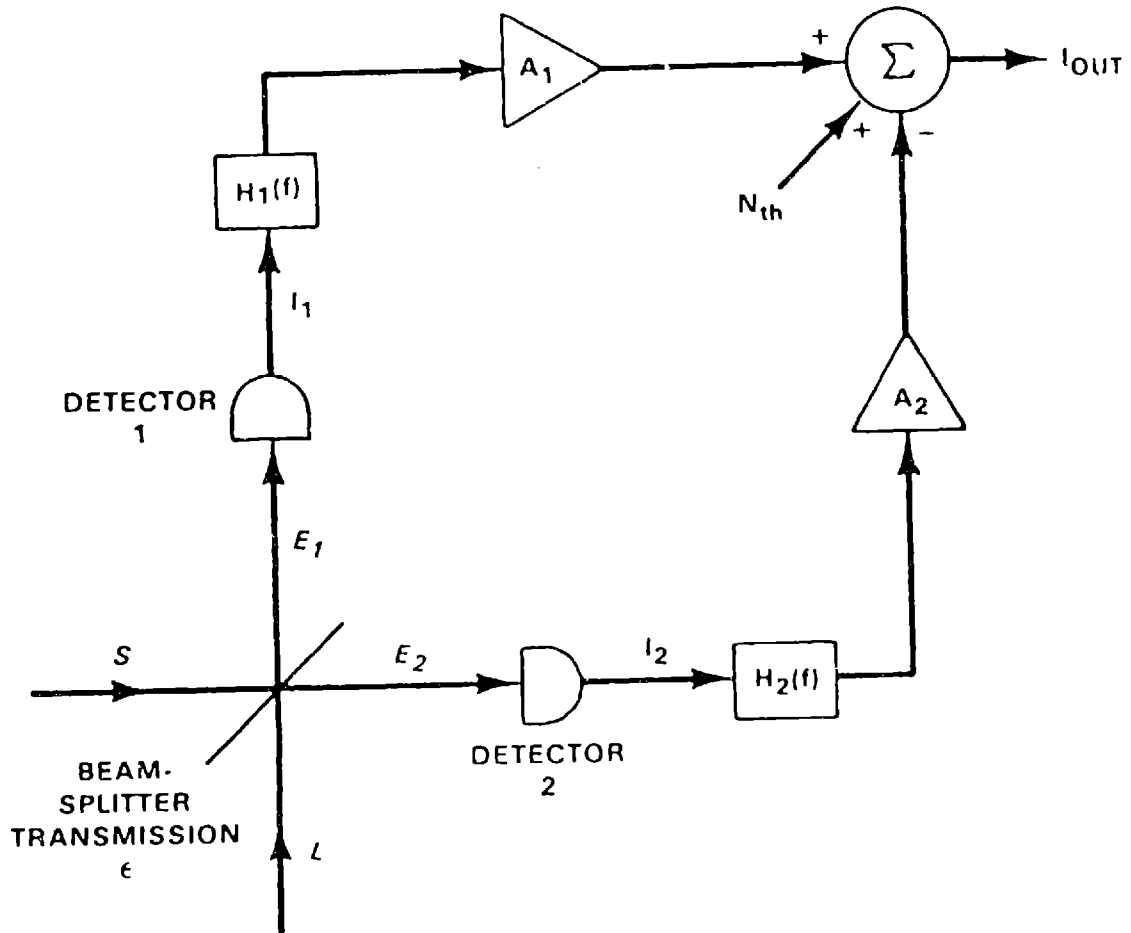 A1
+
Σ
IOUT
+
-
Nth
H1(f)
I1
DETECTOR
1
A2
E1
S
E2
I2
H2(f)
DETECTOR
2
BEAM-
SPLITTER
TRANSMISSION
ϵ
L